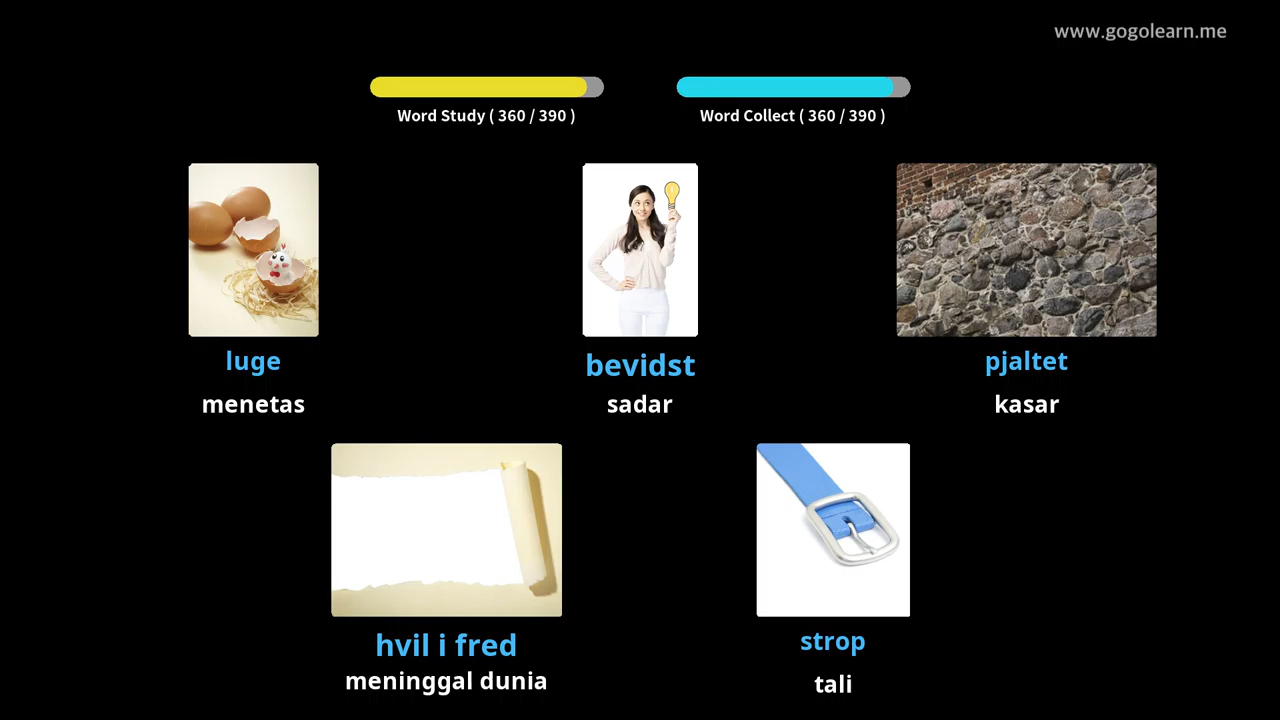 www.gogolearn.me
Word Study ( 360 / 390 )
Word Collect ( 360 / 390 )
luge
menetas
bevidst
sadar
pjaltet
kasar
hvil i fred
meninggal dunia
strop
tali